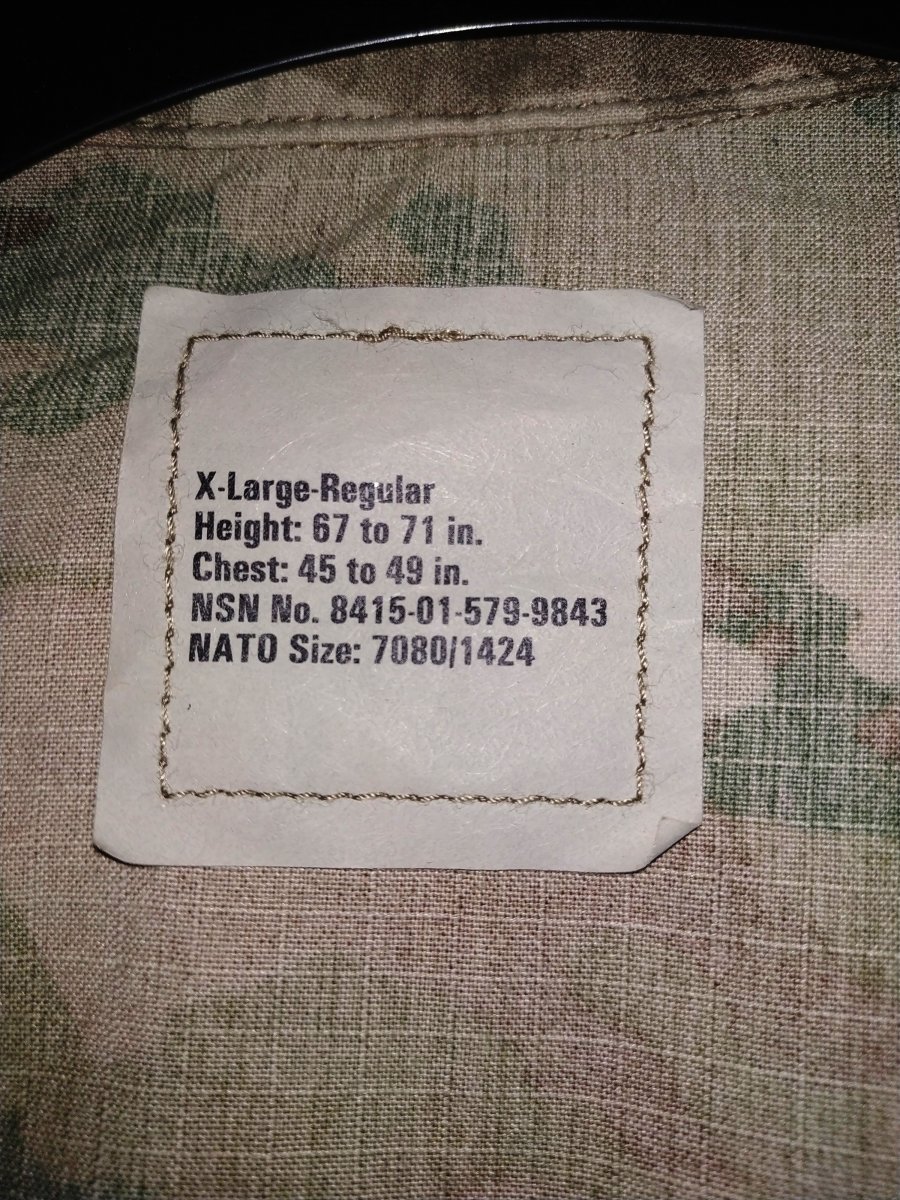 X-Large-Regular
Height: 67 to 71 in.
Chest: 45 to 49 in.
NSN No. 8415-01-579-9843
NATO Size: 7080/1424